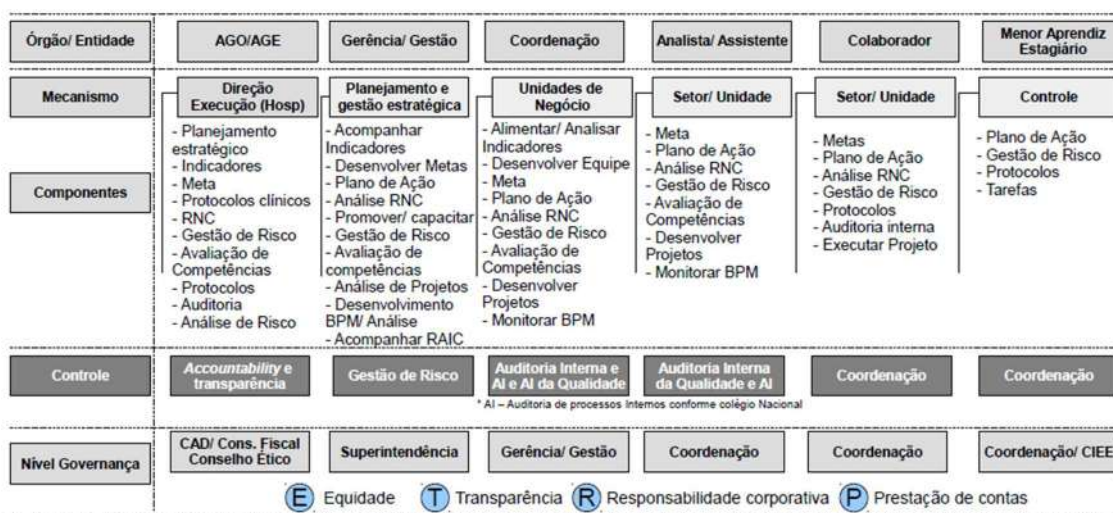 Órgão/ Entidade
AGO/AGE
Gerência/ Gestão
Coordenação
Analista/ Assistente
Colaborador
Menor Aprendiz
Estagiário
Mecanismo
Direção
Execução (Hosp)
Planejamento e
gestão estratégica
Unidades de
Negócio
Setor/ Unidade
Setor/ Unidade
Controle
Componentes
- Planejamento
estratégico
- Indicadores
- Meta
- Protocolos clínicos
- RNC
- Gestão de Risco
- Avaliação de
Competências
- Protocolos
- Auditoria
- Análise de Risco
- Acompanhar
Indicadores
- Desenvolver Metas
- Plano de Ação
- Análise RNC
- Promover/ capacitar
- Gestão de Risco
- Avaliação de
competências
- Análise de Projetos
- Desenvolvimento
BPM/ Análise
- Acompanhar RAIC
- Alimentar/ Analisar
Indicadores
- Desenvolver Equipe
- Meta
- Plano de Ação
- Análise RNC
- Gestão de Risco
- Avaliação de
Competências
- Desenvolver
Projetos
- Monitorar BPM
- Meta
- Plano de Ação
- Análise RNC
- Gestão de Risco
- Avaliação de
Competências
- Desenvolver
Projetos
- Monitorar BPM
- Metas
- Plano de Ação
- Análise RNC
- Gestão de Risco
- Protocolos
- Auditoria interna
- Executar Projeto
- Plano de Ação
- Gestão de Risco
- Protocolos
- Tarefas
Controle
Accountability e
transparência
Gestão de Risco
Auditoria Interna e
AI e AI da Qualidade
Auditoria Interna
da Qualidade e AI
Coordenação
Coordenação
* AI – Auditoria de processos Internos conforme colégio Nacional
Nível Governança
CAD/ Cons. Fiscal
Conselho Ético
Superintendência
Gerência/ Gestão
Coordenação
Coordenação
Coordenação/ CIEE
E Equidade T Transparência R Responsabilidade corporativa P Prestação de contas